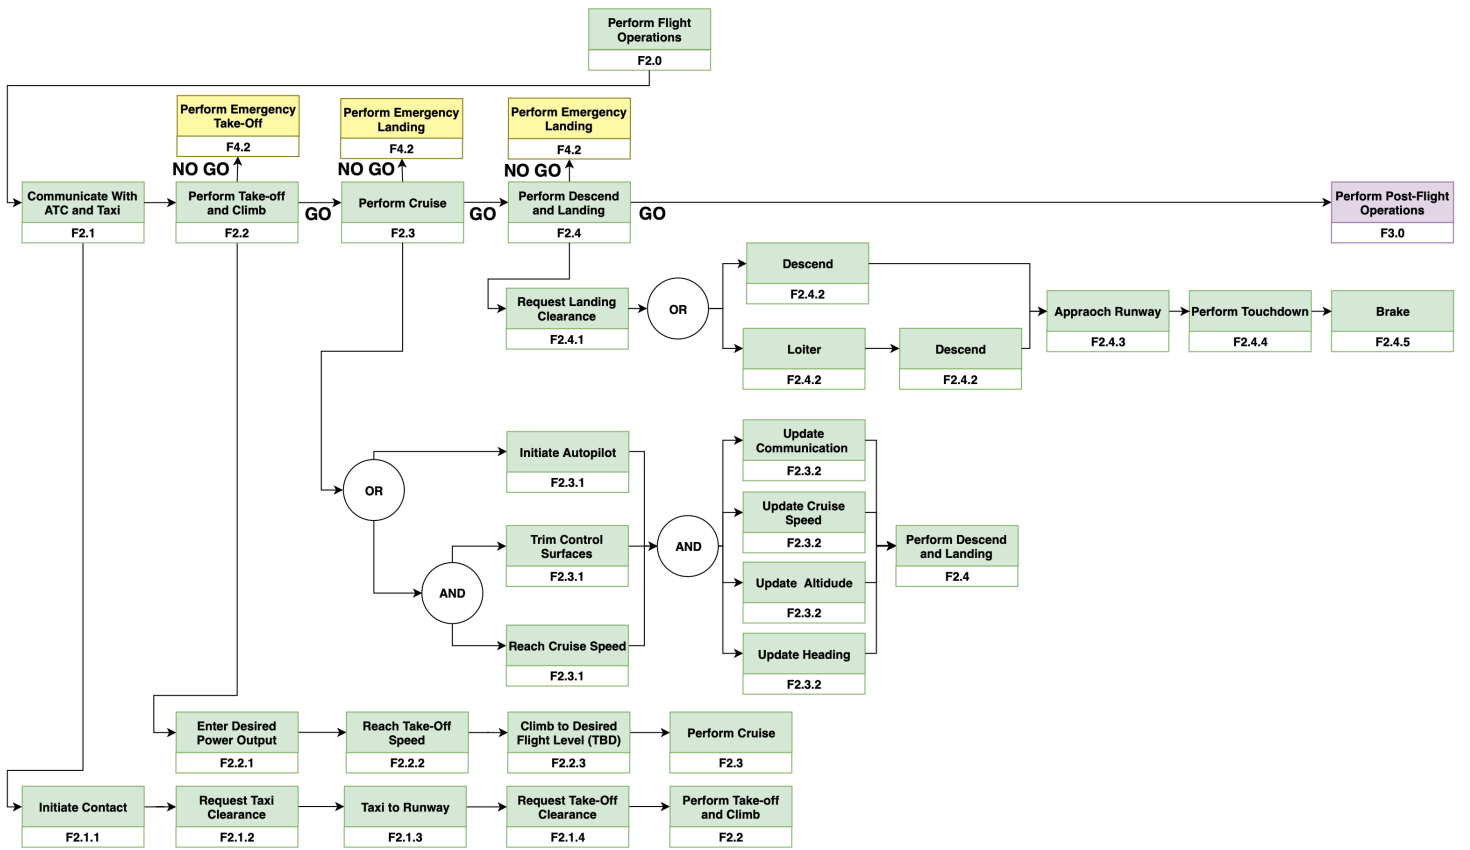 Perform Flight
Operations
F2.0
Perform Emergency
Take-Off
F4.2
Perform Emergency
Landing
F4.2
Perform Emergency
Landing
F4.2
NO GO
NO GO
NO GO
Communicate With
ATC and Taxi
F2.1
Perform Take-off
and Climb
F2.2
GO
Perform Cruise
F2.3
GO
Perform Descend
and Landing
F2.4
GO
Perform Post-Flight
Operations
F3.0
Request Landing
Clearance
F2.4.1
OR
Descend
F2.4.2
Loiter
F2.4.2
Descend
F2.4.2
Appraoch Runway
F2.4.3
Perform Touchdown
F2.4.4
Brake
F2.4.5
OR
Initiate Autopilot
F2.3.1
AND
Trim Control
Surfaces
F2.3.1
Reach Cruise Speed
F2.3.1
AND
Update
Communication
F2.3.2
Update Cruise
Speed
F2.3.2
Update Altidude
F2.3.2
Update Heading
F2.3.2
Perform Descend
and Landing
F2.4
Enter Desired
Power Output
F2.2.1
Reach Take-Off
Speed
F2.2.2
Climb to Desired
Flight Level (TBD)
F2.2.3
Perform Cruise
F2.3
Initiate Contact
F2.1.1
Request Taxi
Clearance
F2.1.2
Taxi to Runway
F2.1.3
Request Take-Off
Clearance
F2.1.4
Perform Take-off
and Climb
F2.2